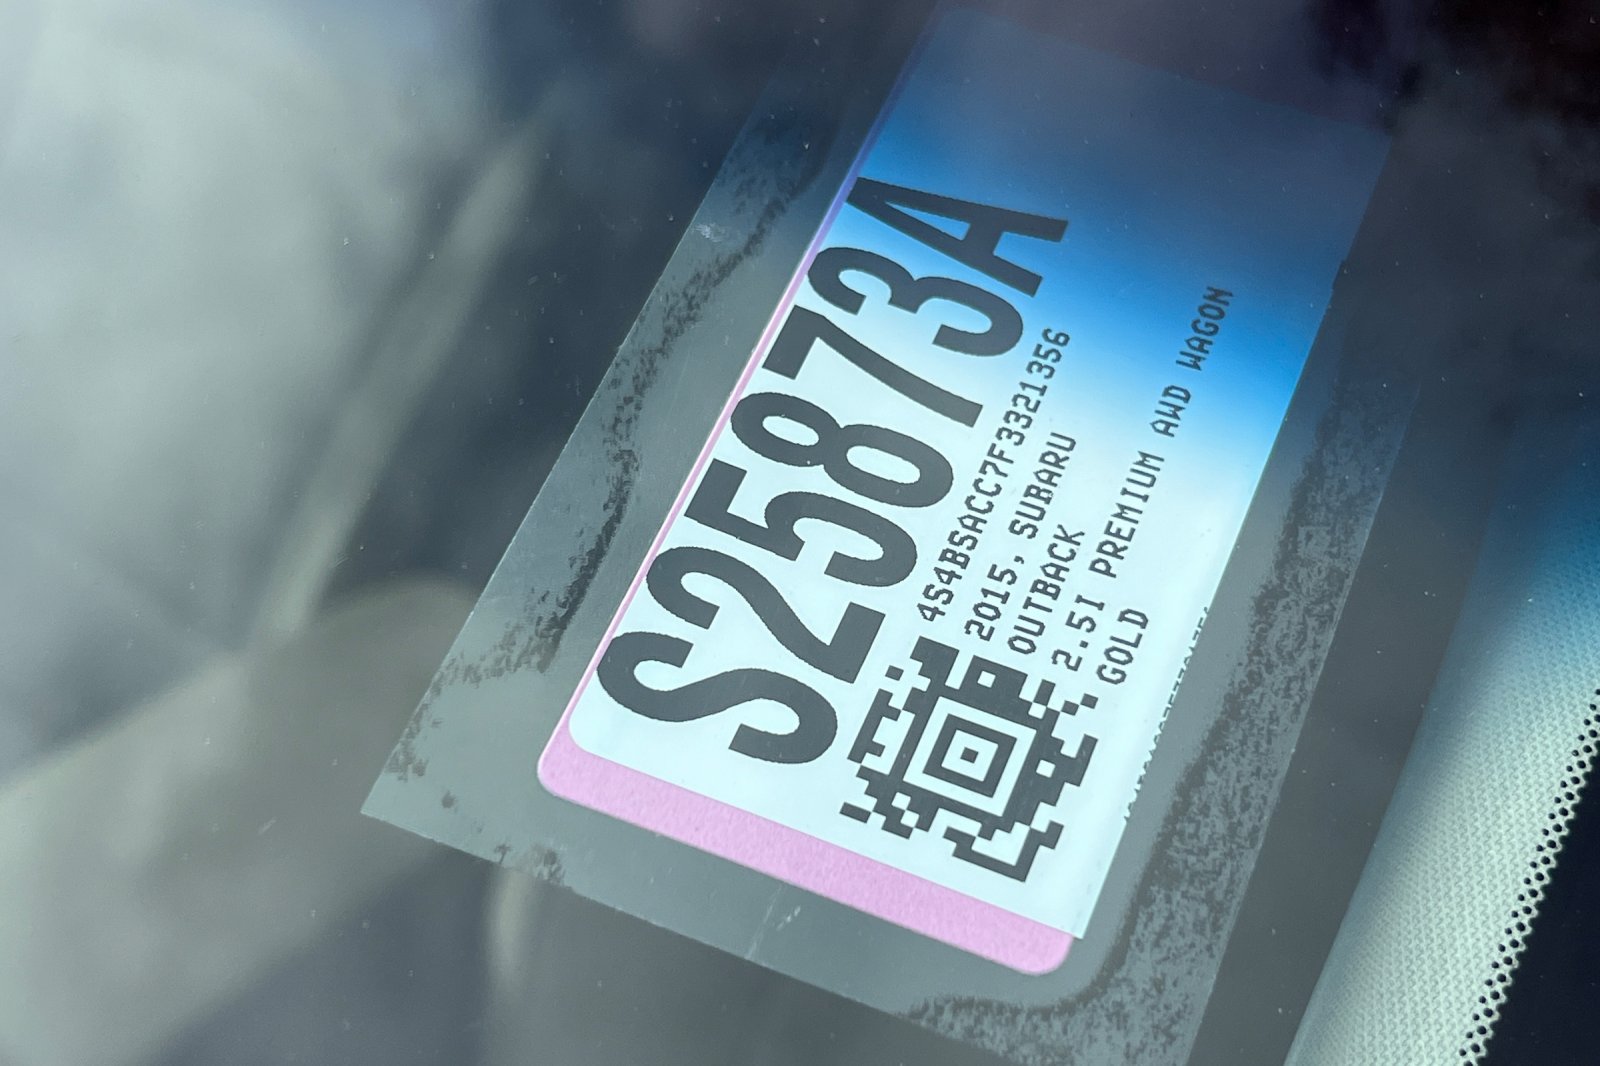 S25873A
4S4BSACC7F3321356
2015, SUBARU
OUTBACK
2.5I PREMIUM AWD WAGON
GOLD